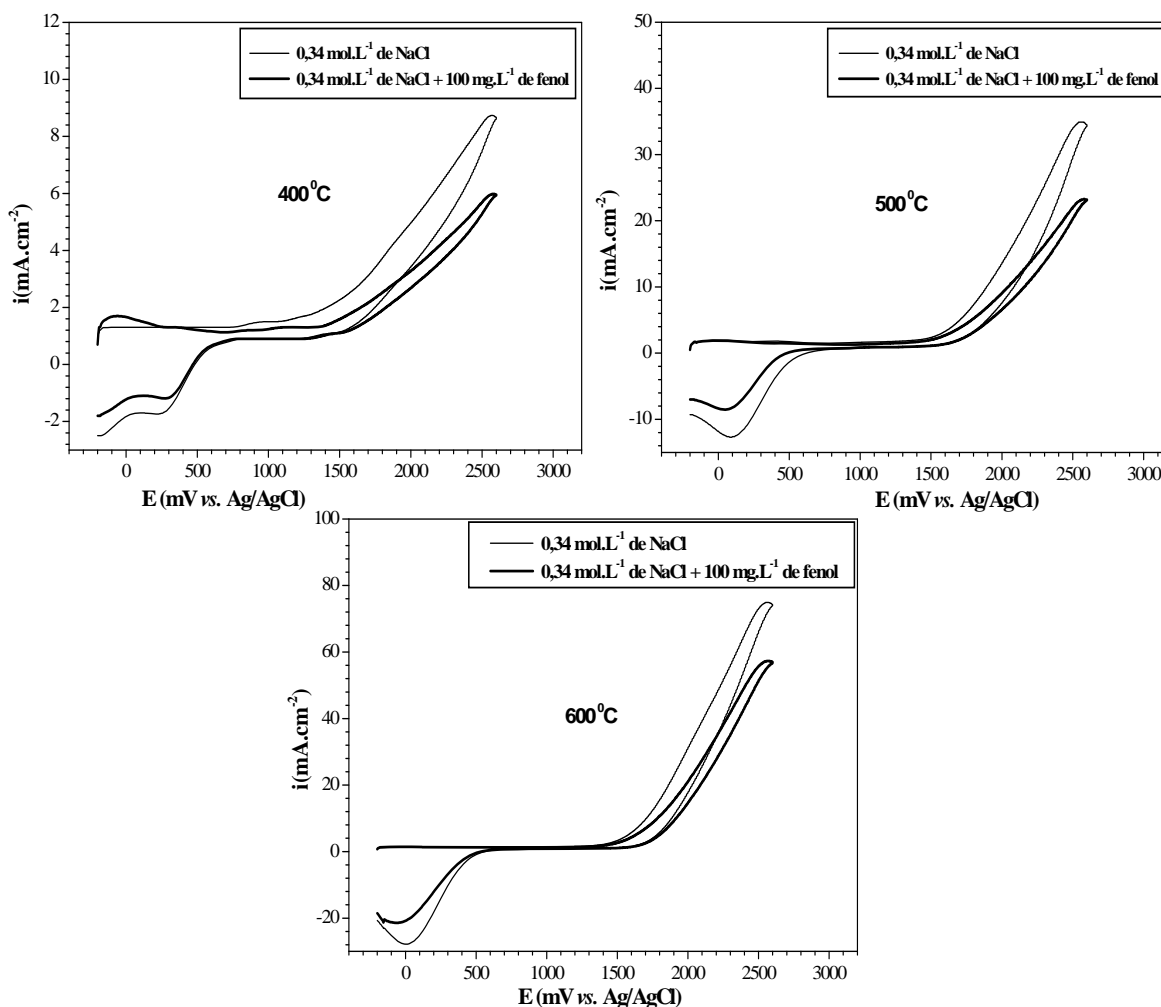 12
10
8
6
4
2
0
-2
i(mA.cm⁻²)
0,34 mol.L⁻¹ de NaCl
0,34 mol.L⁻¹ de NaCl + 100 mg.L⁻¹ de fenol
400⁰C
0 500 1000 1500 2000 2500 3000
E (mV vs. Ag/AgCl)
50
40
30
20
10
0
-10
i(mA.cm⁻²)
0,34 mol.L⁻¹ de NaCl
0,34 mol.L⁻¹ de NaCl + 100 mg.L⁻¹ de fenol
500⁰C
0 500 1000 1500 2000 2500 3000
E (mV vs. Ag/AgCl)
100
80
60
40
20
0
-20
i(mA.cm⁻²)
0,34 mol.L⁻¹ de NaCl
0,34 mol.L⁻¹ de NaCl + 100 mg.L⁻¹ de fenol
600⁰C
0 500 1000 1500 2000 2500 3000
E (mV vs. Ag/AgCl)